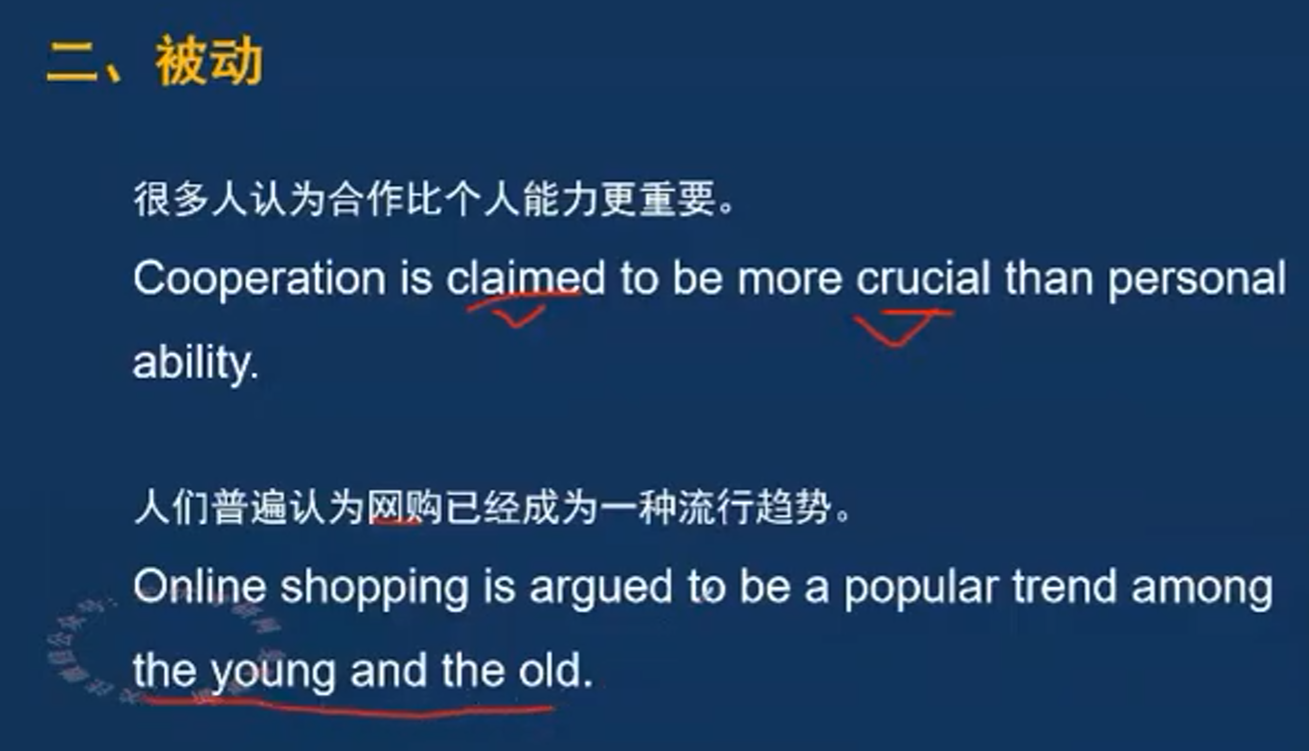 二、被动
很多人认为合作比个人能力更重要。
Cooperation is claimed to be more crucial than personal
ability.
人们普遍认为网购已经成为一种流行趋势。
Online shopping is argued to be a popular trend among
the young and the old.